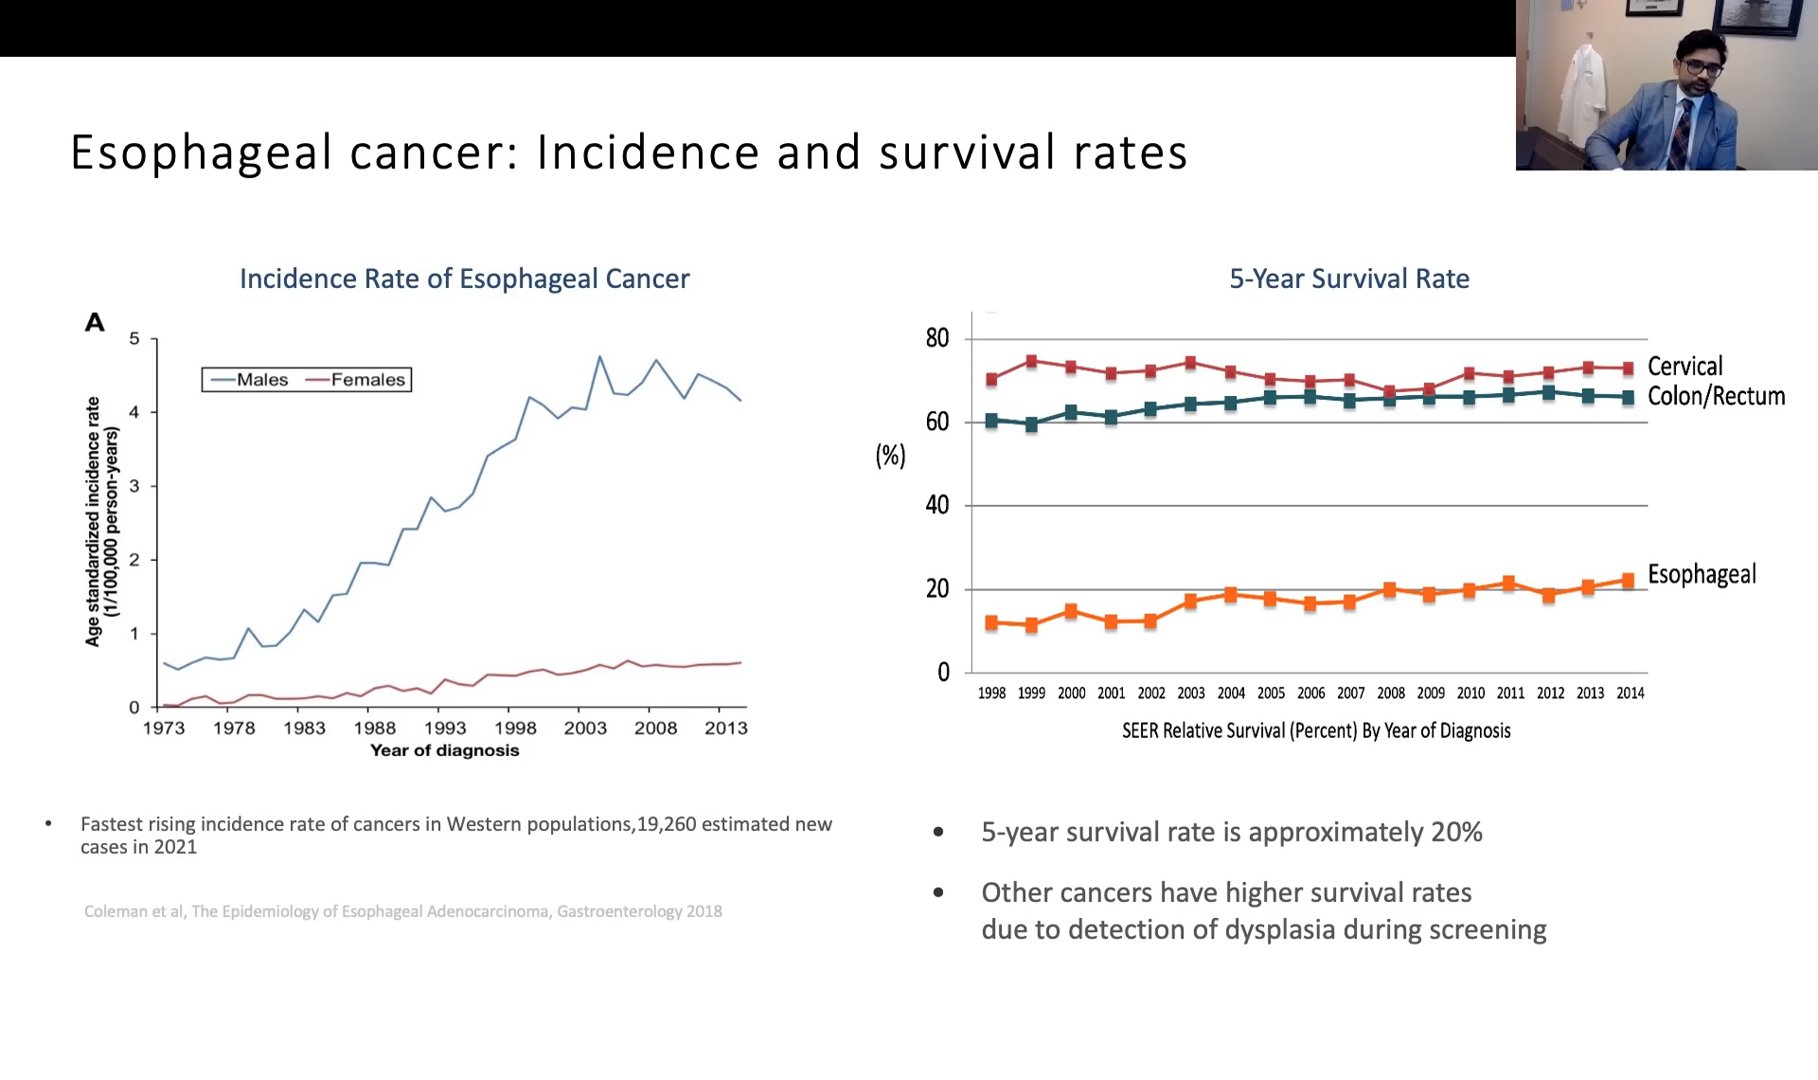 Esophageal cancer: Incidence and survival rates
Incidence Rate of Esophageal Cancer
A
Males Females
Age standardized incidence rate
(1/100,000 person-years)
5
4
3
2
1
0
1973 1978 1983 1988 1993 1998 2003 2008 2013
Year of diagnosis
• Fastest rising incidence rate of cancers in Western populations,19,260 estimated new
cases in 2021
Coleman et al, The Epidemiology of Esophageal Adenocarcinoma, Gastroenterology 2018
5-Year Survival Rate
(%)
80
60
40
20
0
Cervical
Colon/Rectum
Esophageal
1998 1999 2000 2001 2002 2003 2004 2005 2006 2007 2008 2009 2010 2011 2012 2013 2014
SEER Relative Survival (Percent) By Year of Diagnosis
• 5-year survival rate is approximately 20%
• Other cancers have higher survival rates
due to detection of dysplasia during screening